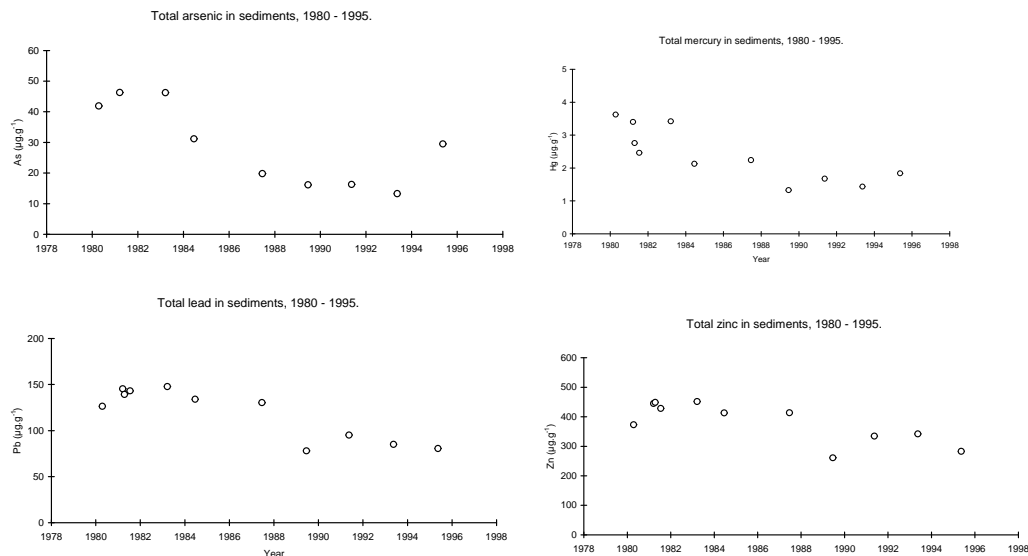 Total arsenic in sediments, 1980 - 1995.
60
50
40
30
20
10
0
As (µg.g⁻¹)
1978 1980 1982 1984 1986 1988 1990 1992 1994 1996 1998
Total mercury in sediments, 1980 - 1995.
5
4
3
2
1
0
Hg (µg.g⁻¹)
1978 1980 1982 1984 1986 1988 1990 1992 1994 1996 1998
Year
Total lead in sediments, 1980 - 1995.
200
150
100
50
0
Pb (µg.g⁻¹)
1978 1980 1982 1984 1986 1988 1990 1992 1994 1996 1998
Year
Total zinc in sediments, 1980 - 1995.
600
500
400
300
200
100
0
Zn (µg.g⁻¹)
1978 1980 1982 1984 1986 1988 1990 1992 1994 1996 1998